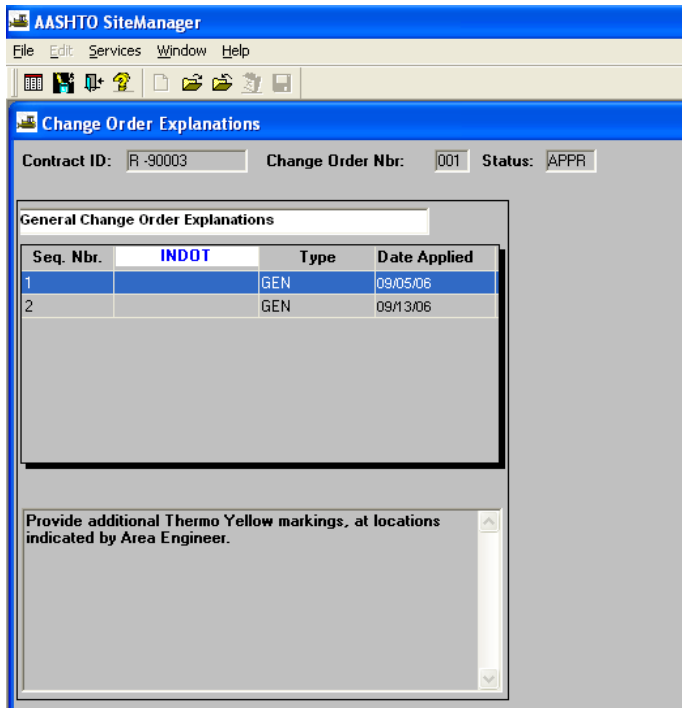 AASHTO SiteManager
File Edit Services Window Help
Change Order Explanations
Contract ID: R -90003 Change Order Nbr: 001 Status: APPR
General Change Order Explanations
Seq. Nbr. INDOT Type Date Applied
1 GEN 09/05/06
2 GEN 09/13/06
Provide additional Thermo Yellow markings, at locations
indicated by Area Engineer.